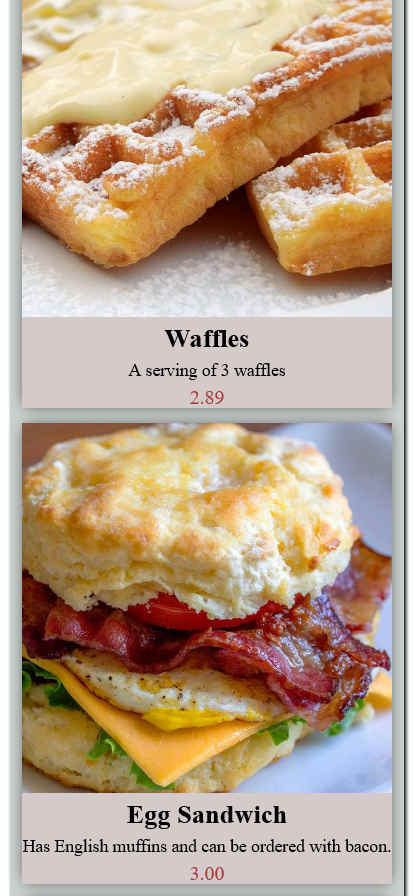 Waffles
A serving of 3 waffles
2.89
Egg Sandwich
Has English muffins and can be ordered with bacon.
3.00